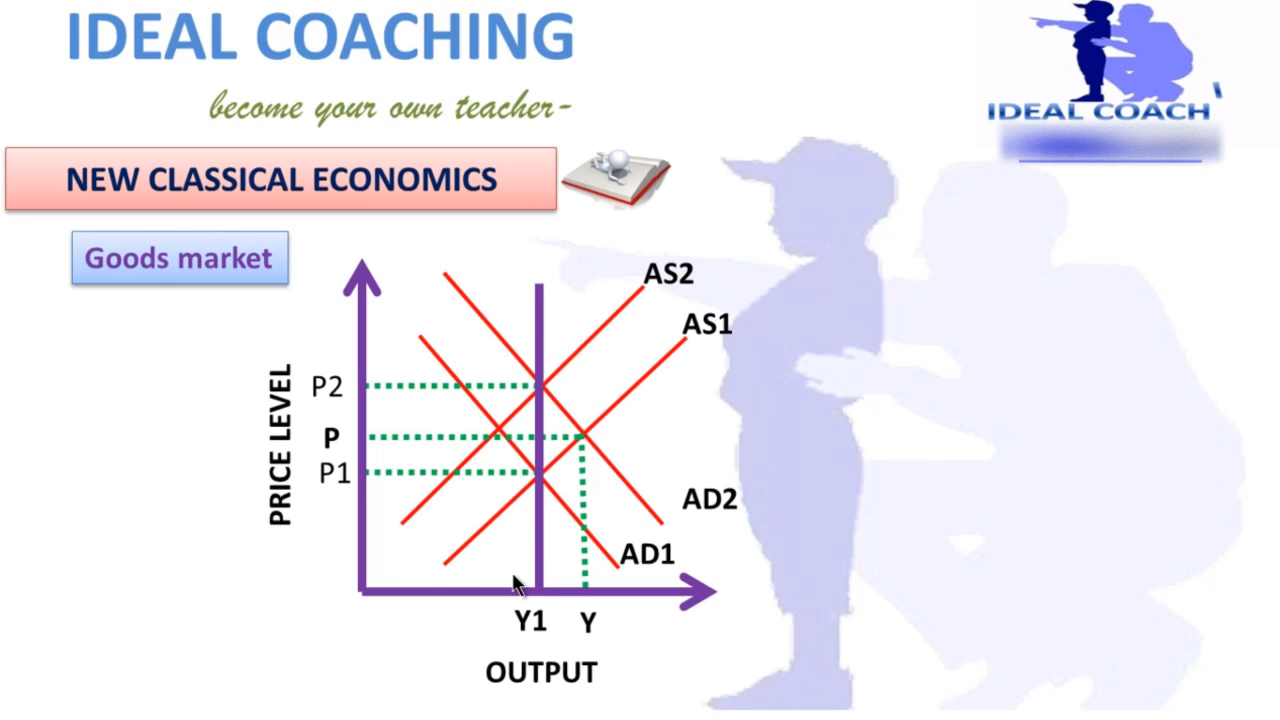 IDEAL COACHING
become your own teacher-
IDEAL COACH
NEW CLASSICAL ECONOMICS
Goods market
AS2
AS1
P2
P
P1
PRICE LEVEL
AD2
AD1
Y1 Y
OUTPUT